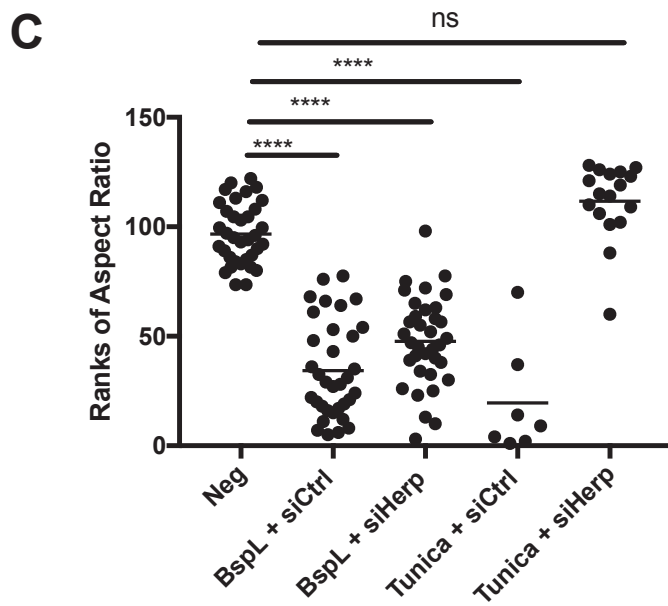 C
ns
****
****
****
150
100
50
0
Ranks of Aspect Ratio
Neg
BspL + siCtrl
BspL + siHerp
Tunica + siCtrl
Tunica + siHerp